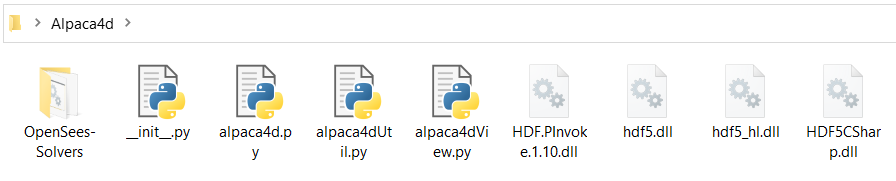 Alpaca4d
OpenSees-
Solvers
__init__.py
alpaca4d.p
y
alpaca4dUt
il.py
alpaca4dVi
ew.py
HDF.PInvok
e.1.10.dll
hdf5.dll
hdf5_hl.dll
HDF5CShar
p.dll